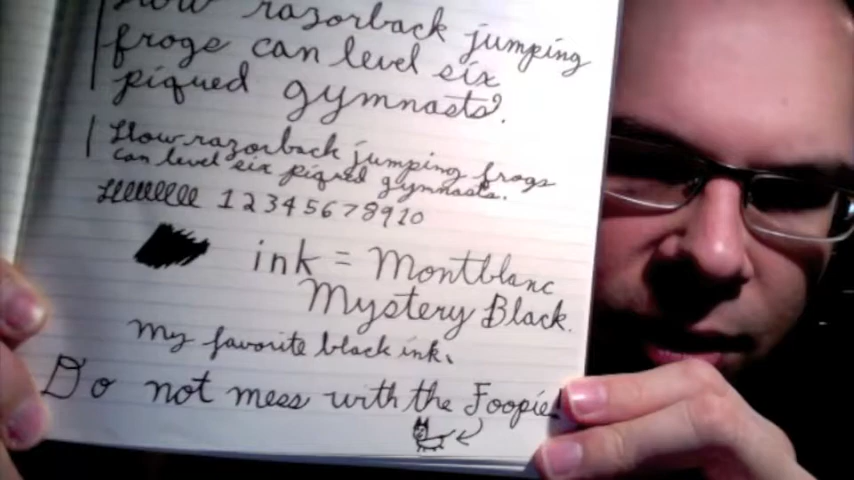 How razorback jumping
frogs can level six
piqued gymnasts.
How razorback jumping frogs
can level six piqued gymnasts.
1 2 3 4 5 6 7 8 9 10
ink = Montblanc
Mystery Black.
My favorite black ink.
Do not mess with the Foopie!